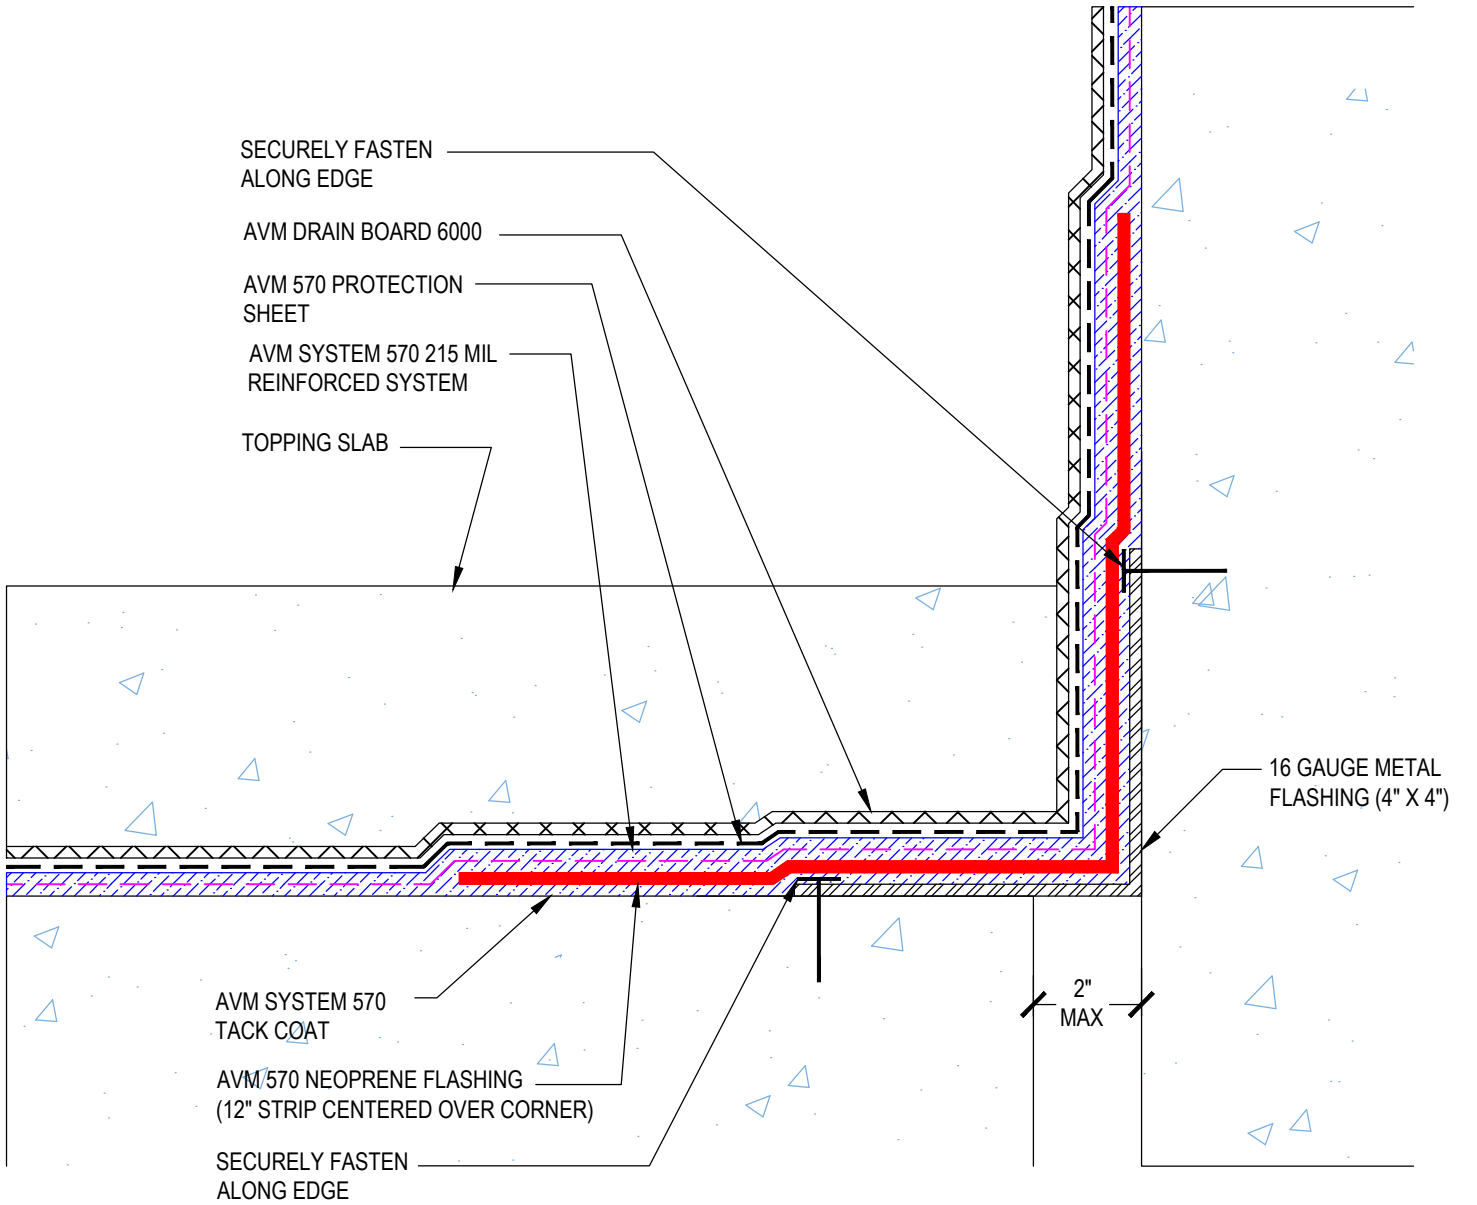 SECURELY FASTEN
ALONG EDGE
AVM DRAIN BOARD 6000
AVM 570 PROTECTION
SHEET
AVM SYSTEM 570 215 MIL
REINFORCED SYSTEM
TOPPING SLAB
16 GAUGE METAL
FLASHING (4" X 4")
2"
MAX
AVM SYSTEM 570
TACK COAT
AVM 570 NEOPRENE FLASHING
(12" STRIP CENTERED OVER CORNER)
SECURELY FASTEN
ALONG EDGE